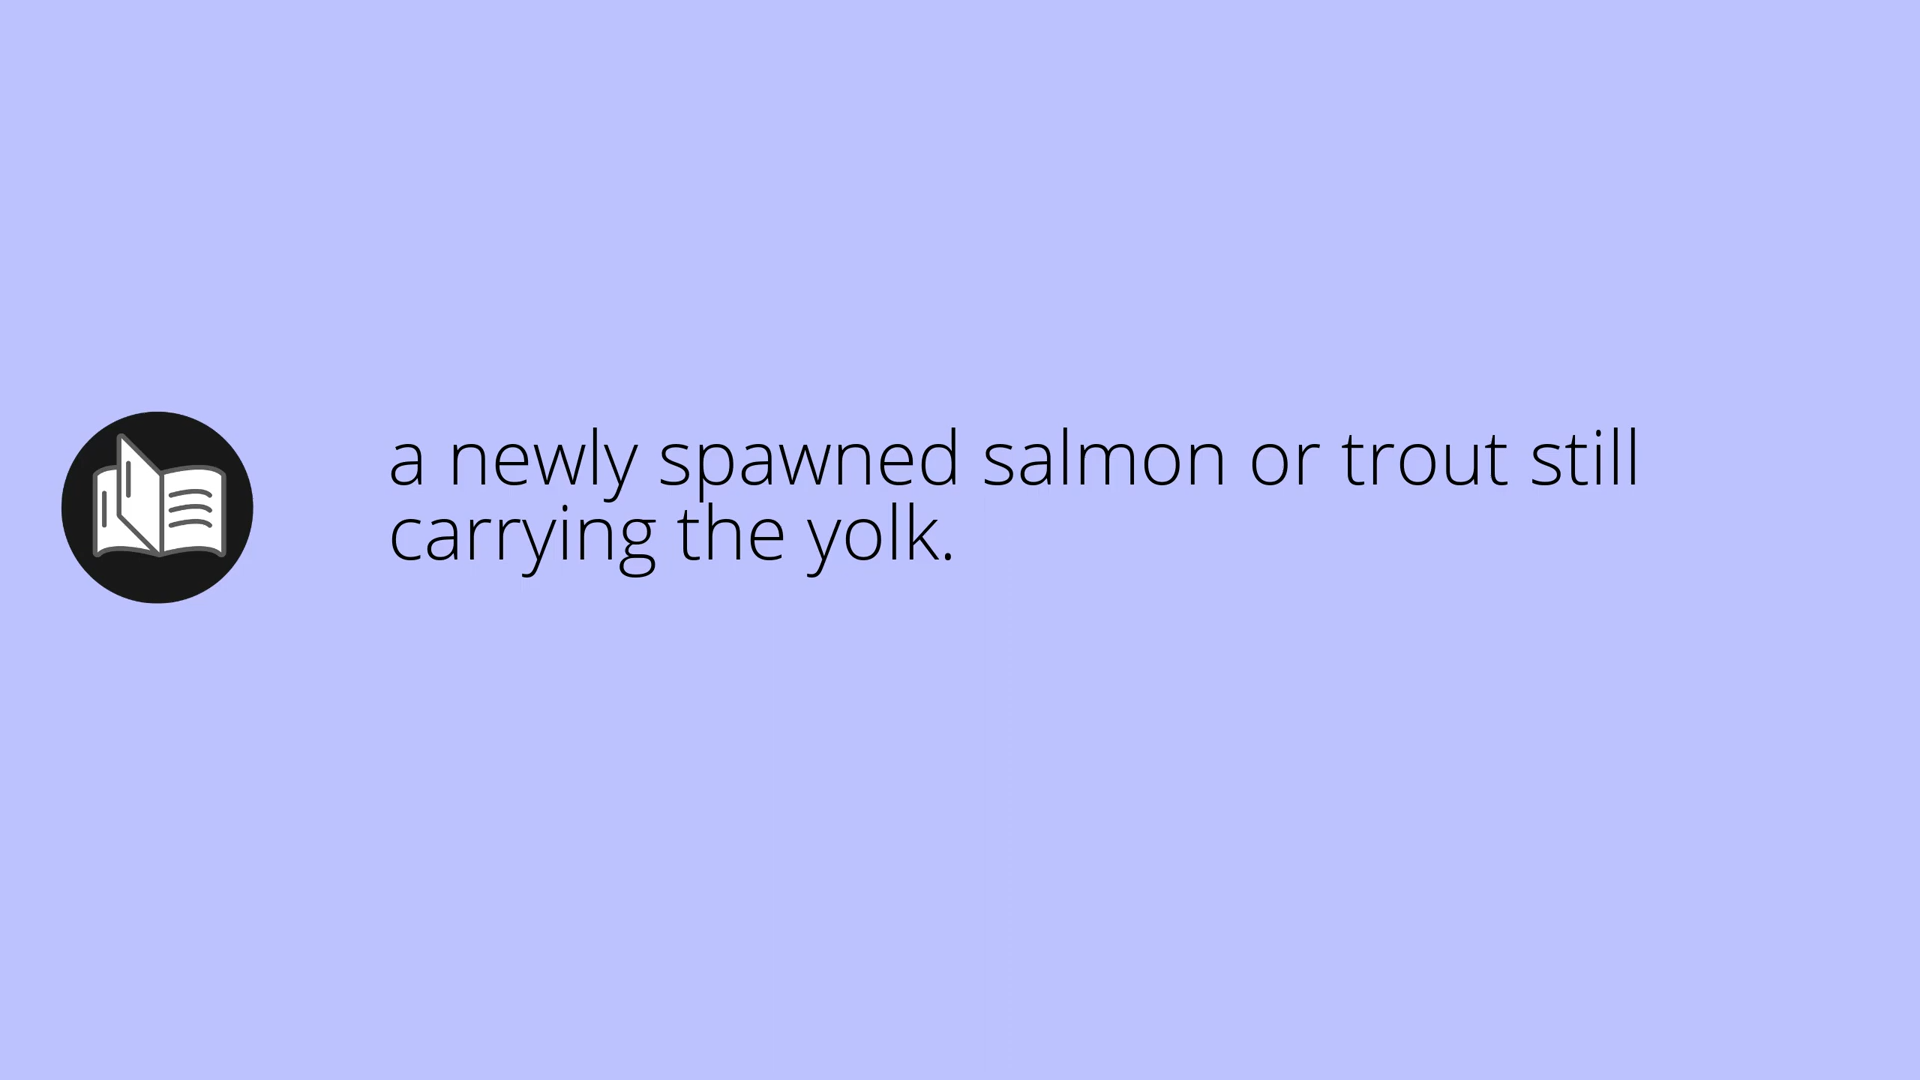 a newly spawned salmon or trout still
carrying the yolk.